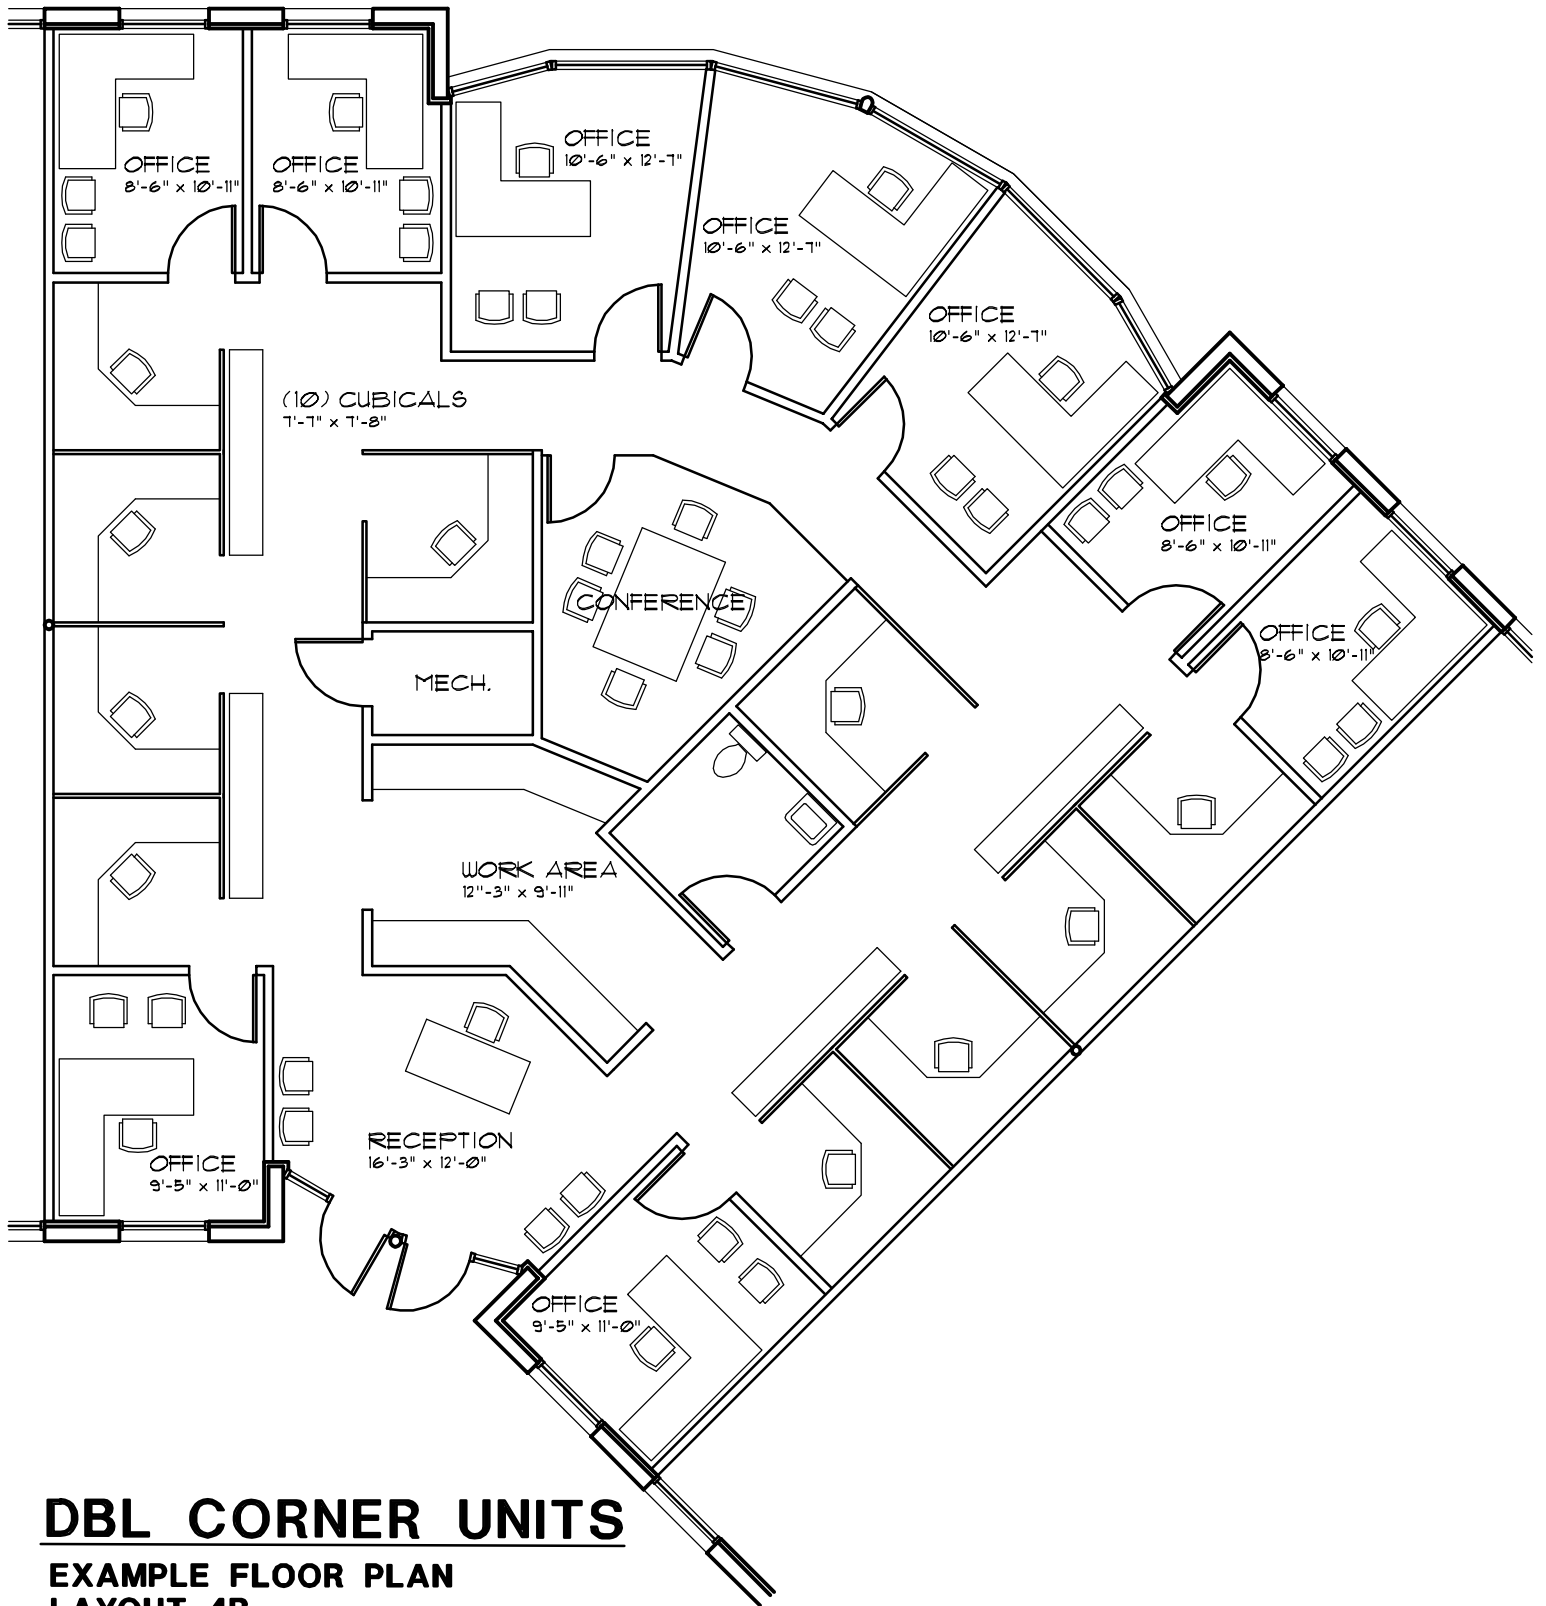 OFFICE
8'-6" x 10'-11"
OFFICE
8'-6" x 10'-11"
OFFICE
10'-6" x 12'-7"
OFFICE
10'-6" x 12'-7"
OFFICE
10'-6" x 12'-7"
(10) CUBICALS
7'-7" x 7'-8"
OFFICE
8'-6" x 10'-11"
CONFERENCE
OFFICE
8'-6" x 10'-11"
MECH.
WORK AREA
12"-3" x 9'-11"
RECEPTION
16'-3" x 12'-0"
OFFICE
9'-5" x 11'-0"
OFFICE
9'-5" x 11'-0"
DBL CORNER UNITS
EXAMPLE FLOOR PLAN
LAYOUT 4B